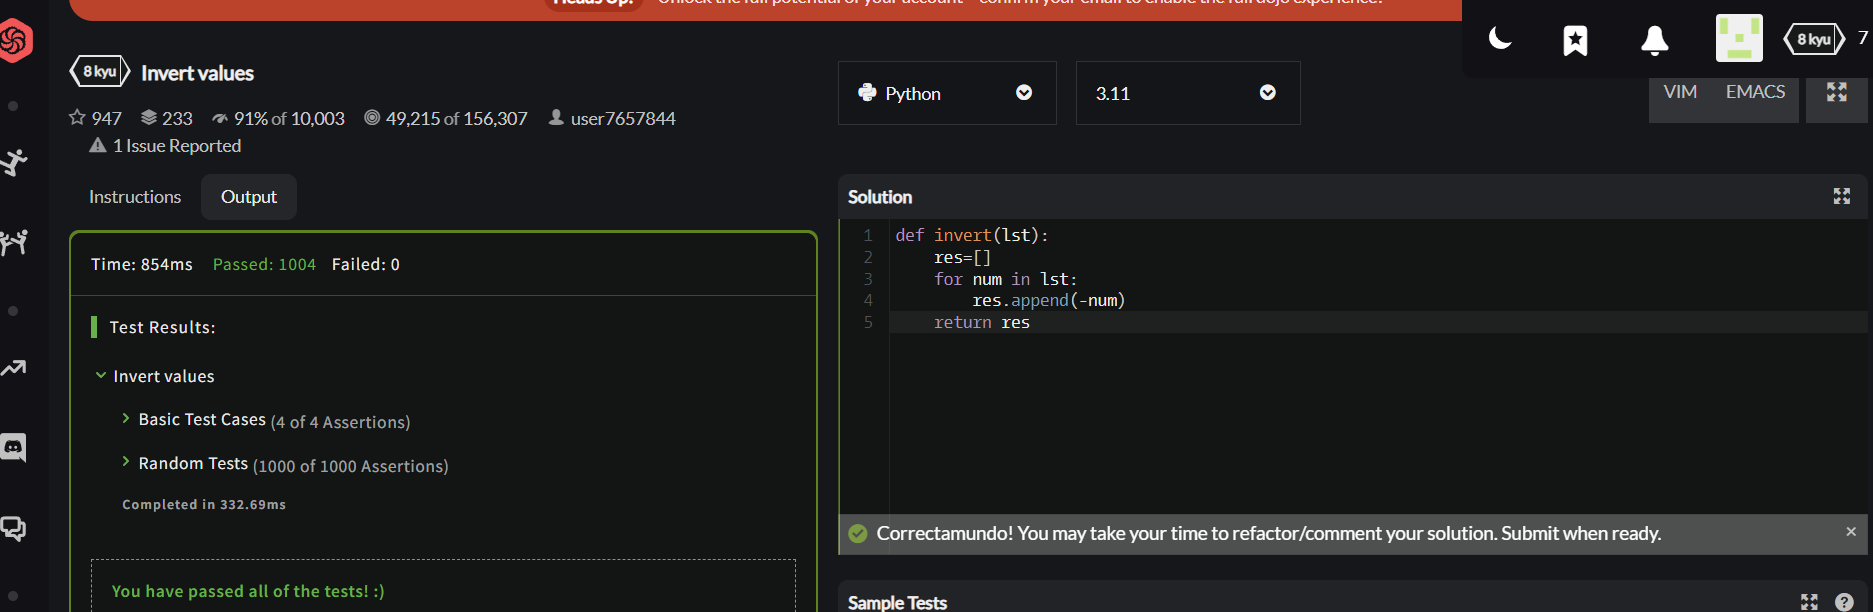 Heads Up! Unlock the full potential of your account - confirm your email to enable the full dojo experience!
8 kyu 7
8 kyu Invert values
947 233 91% of 10,003 49,215 of 156,307 user7657844
1 Issue Reported
Python 3.11 VIM EMACS
Instructions Output
Time: 854ms Passed: 1004 Failed: 0
Test Results:
Invert values
Basic Test Cases (4 of 4 Assertions)
Random Tests (1000 of 1000 Assertions)
Completed in 332.69ms
You have passed all of the tests! :)
Solution
1 def invert(lst):
2     res=[]
3     for num in lst:
4         res.append(-num)
5     return res
Correctamundo! You may take your time to refactor/comment your solution. Submit when ready.
Sample Tests